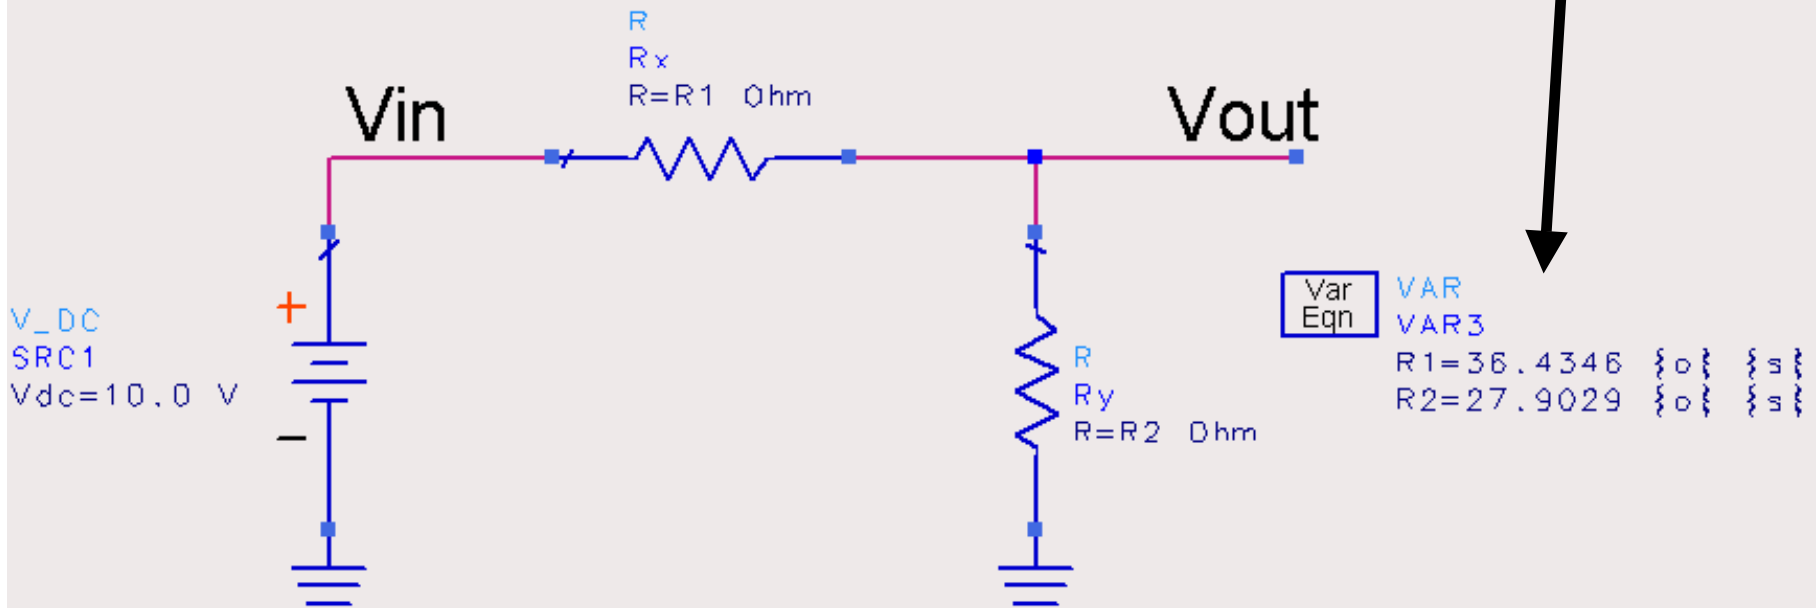 R
Rx
R=R1 Ohm
Vin
Vout
V_DC
SRC1
Vdc=10.0 V
+
−
R
Ry
R=R2 Ohm
Var
Eqn
VAR
VAR3
R1=36.4346 {o} {s}
R2=27.9029 {o} {s}